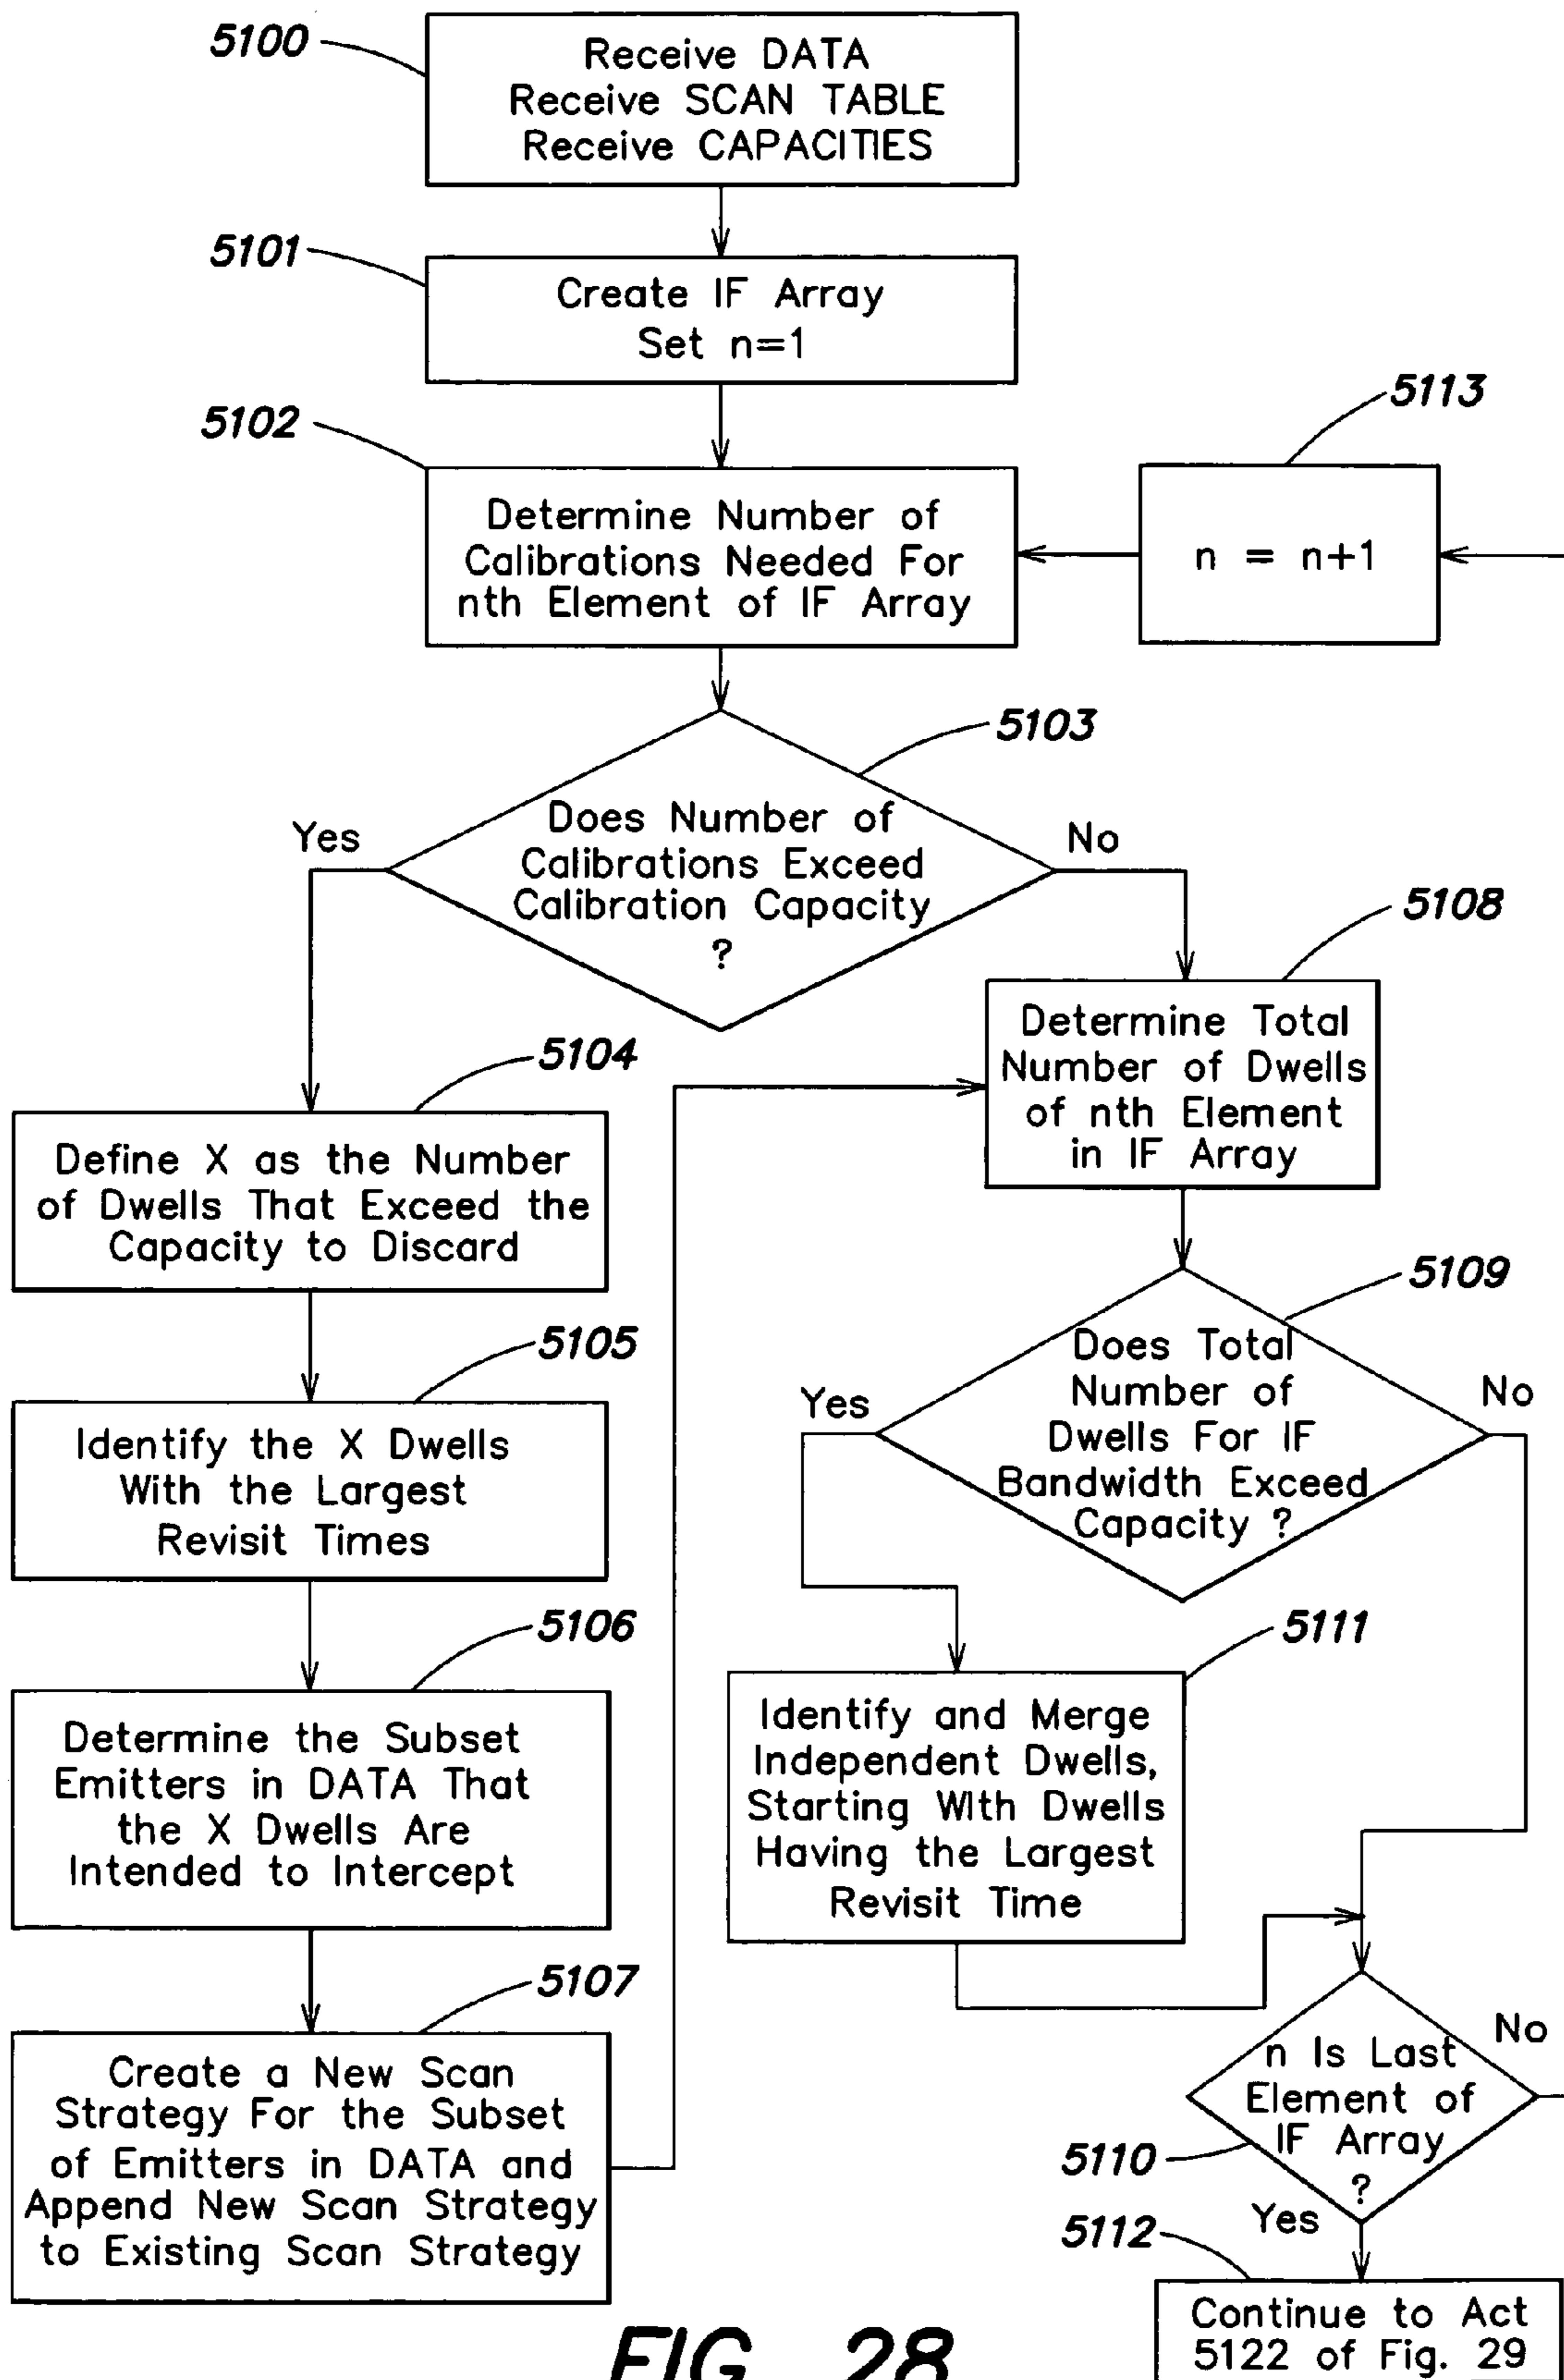 5100
Receive DATA
Receive SCAN TABLE
Receive CAPACITIES
5101
Create IF Array
Set n=1
5102
Determine Number of
Calibrations Needed For
nth Element of IF Array
5113
n = n+1
5103
Does Number of
Calibrations Exceed
Calibration Capacity
?
Yes
No
5104
Define X as the Number
of Dwells That Exceed the
Capacity to Discard
5105
Identify the X Dwells
With the Largest
Revisit Times
5106
Determine the Subset
Emitters in DATA That
the X Dwells Are
Intended to Intercept
5107
Create a New Scan
Strategy For the Subset
of Emitters in DATA and
Append New Scan Strategy
to Existing Scan Strategy
5108
Determine Total
Number of Dwells
of nth Element
in IF Array
5109
Does Total
Number of
Dwells For IF
Bandwidth Exceed
Capacity ?
Yes
No
5111
Identify and Merge
Independent Dwells,
Starting With Dwells
Having the Largest
Revisit Time
5110
n Is Last
Element of
IF Array
?
No
Yes
5112
Continue to Act
5122 of Fig. 29
FIG. 28